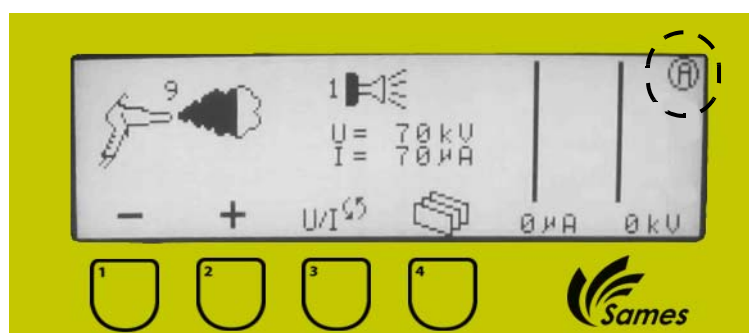 A
9
1
U = 70kV
I = 70µA
− + U/I 0µA 0kV
1 2 3 4
Sames